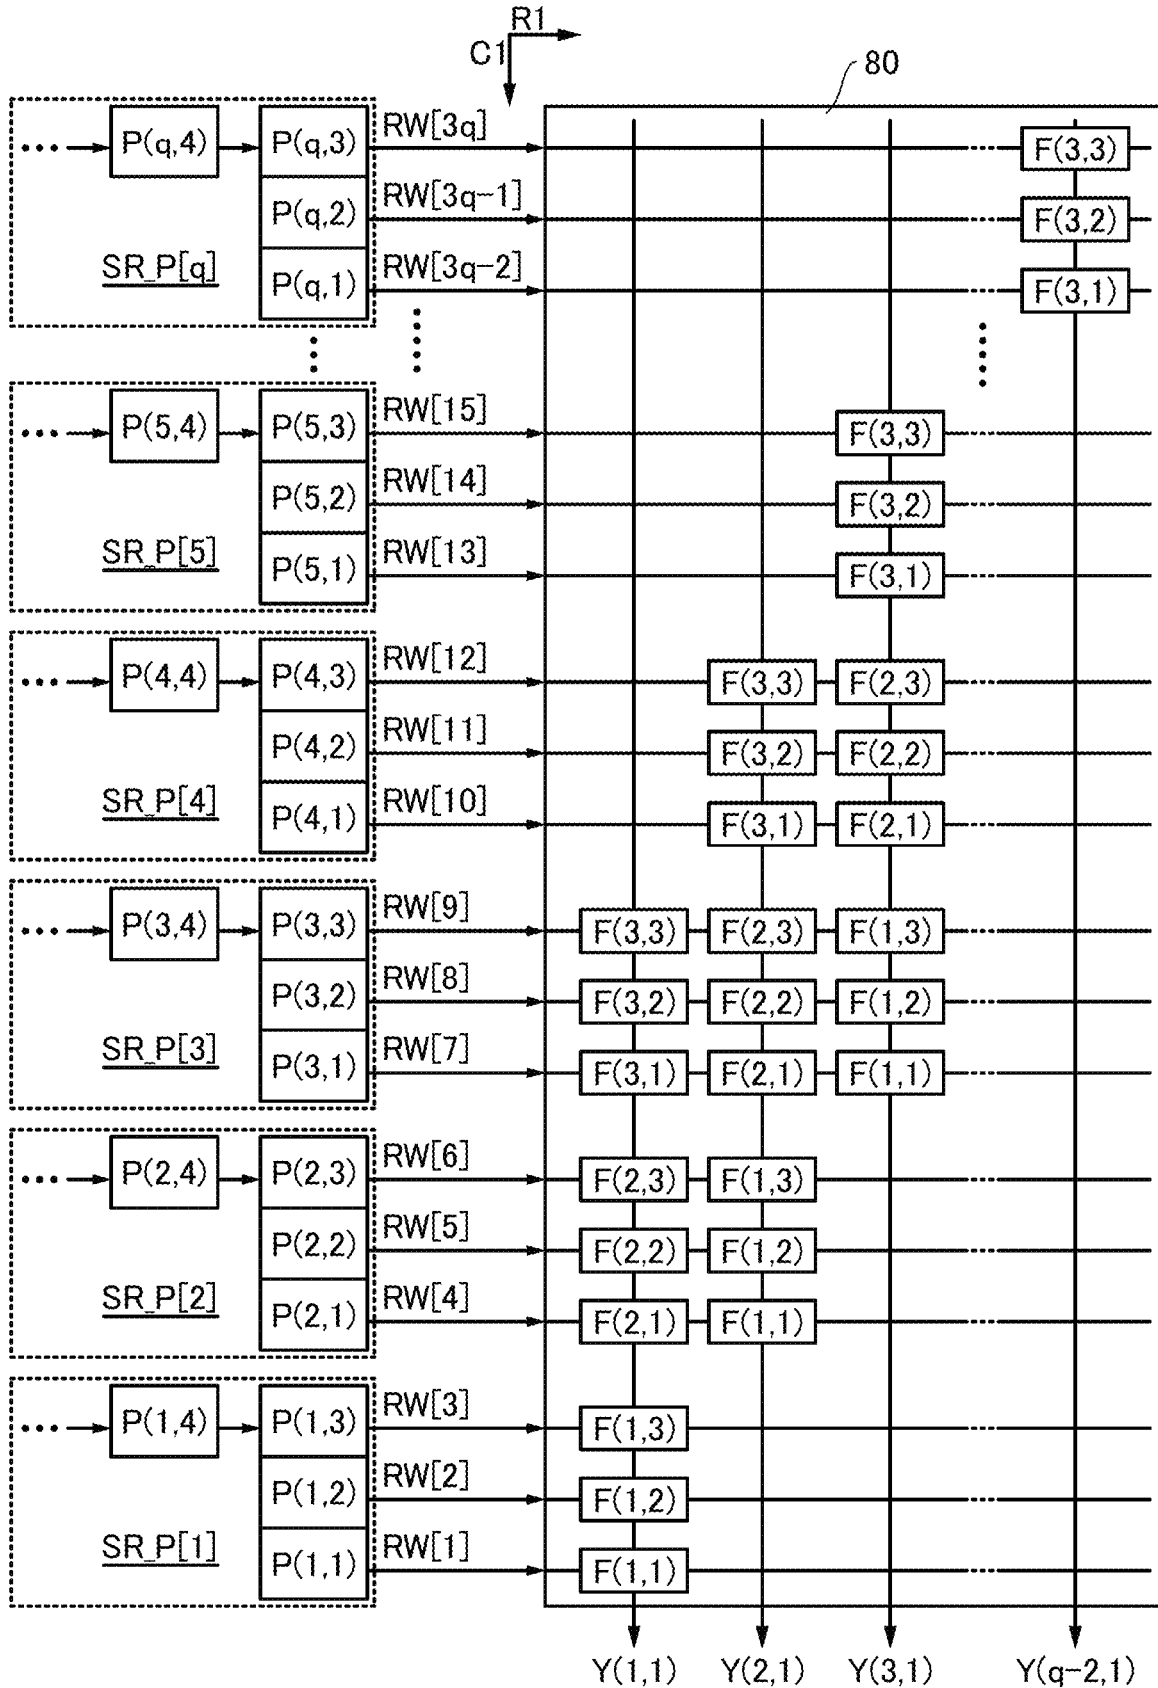 R1
C1
80
P(q,4) P(q,3) RW[3q] F(3,3)
P(q,2) RW[3q-1] F(3,2)
SR_P[q] P(q,1) RW[3q-2] F(3,1)
P(5,4) P(5,3) RW[15] F(3,3)
P(5,2) RW[14] F(3,2)
SR_P[5] P(5,1) RW[13] F(3,1)
P(4,4) P(4,3) RW[12] F(3,3) F(2,3)
P(4,2) RW[11] F(3,2) F(2,2)
SR_P[4] P(4,1) RW[10] F(3,1) F(2,1)
P(3,4) P(3,3) RW[9] F(3,3) F(2,3) F(1,3)
P(3,2) RW[8] F(3,2) F(2,2) F(1,2)
SR_P[3] P(3,1) RW[7] F(3,1) F(2,1) F(1,1)
P(2,4) P(2,3) RW[6] F(2,3) F(1,3)
P(2,2) RW[5] F(2,2) F(1,2)
SR_P[2] P(2,1) RW[4] F(2,1) F(1,1)
P(1,4) P(1,3) RW[3] F(1,3)
P(1,2) RW[2] F(1,2)
SR_P[1] P(1,1) RW[1] F(1,1)
Y(1,1) Y(2,1) Y(3,1) Y(q-2,1)